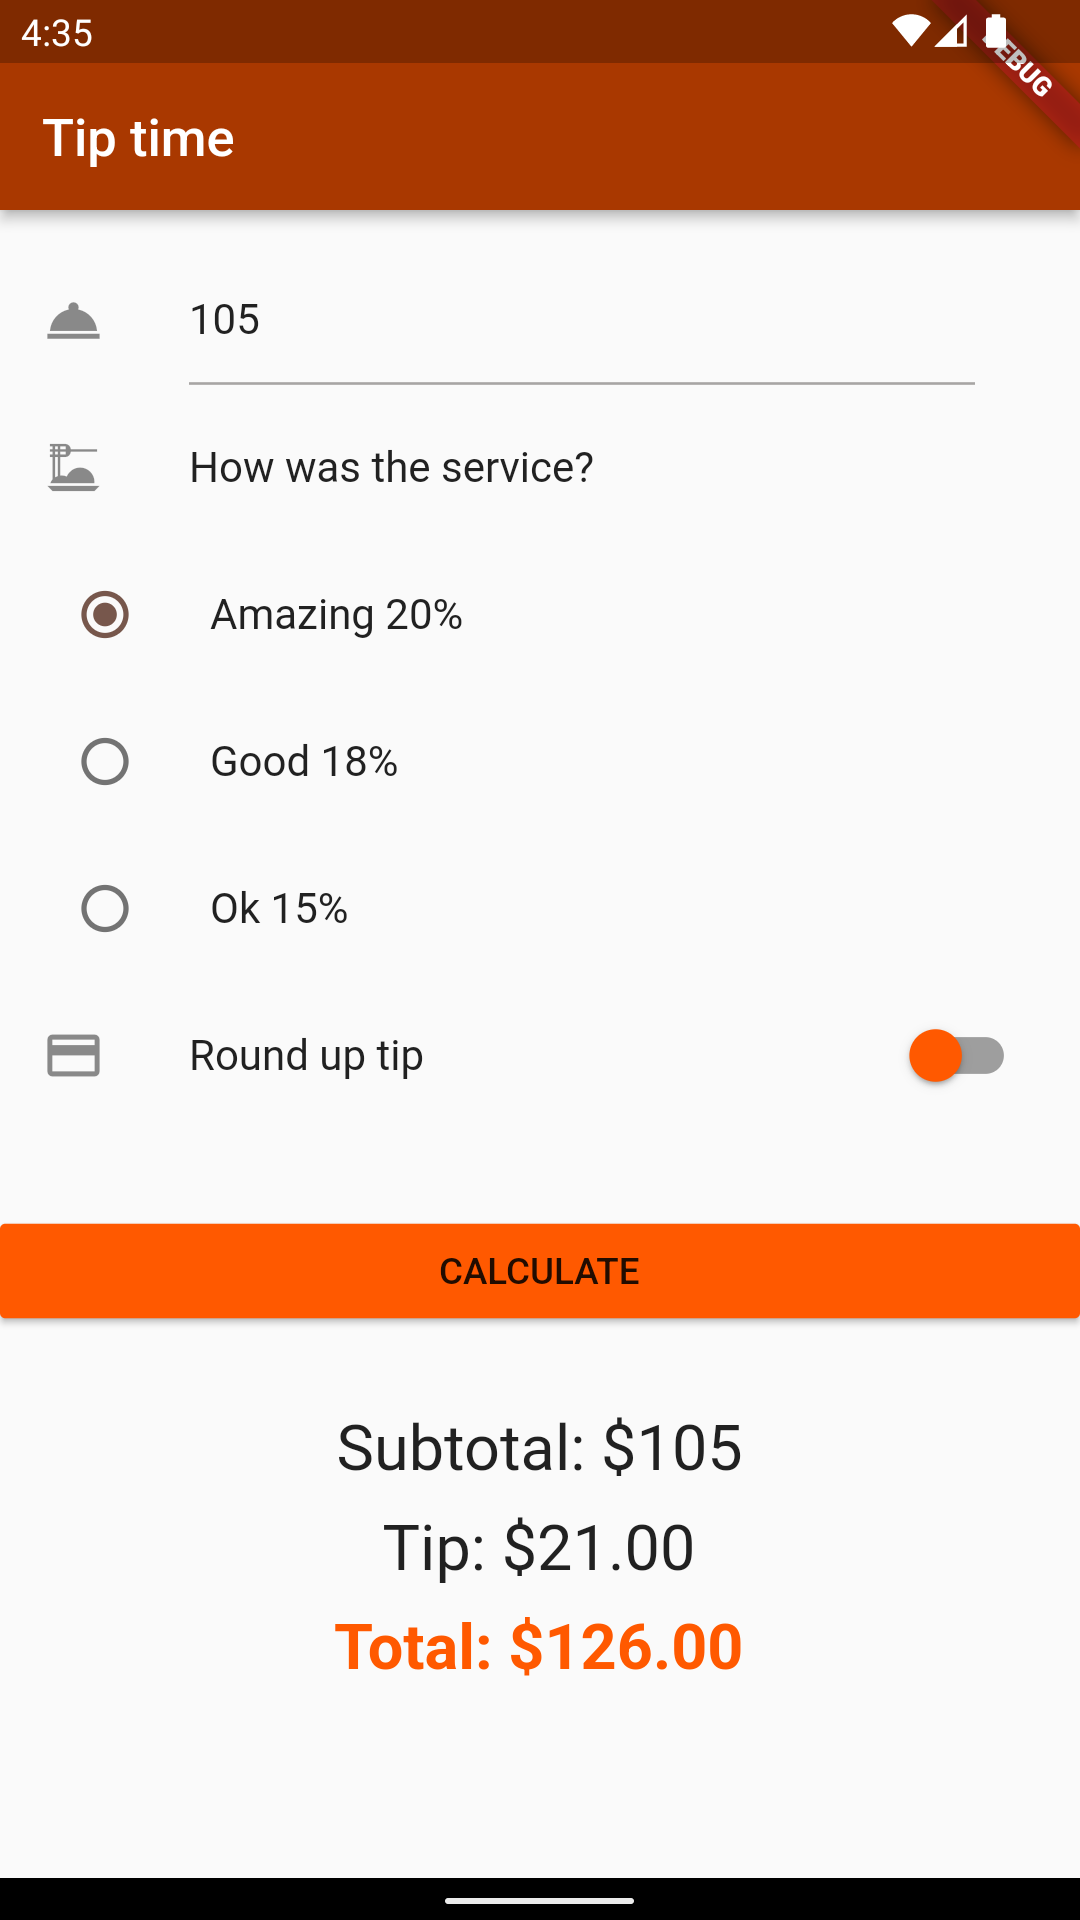 4:35
DEBUG
Tip time
105
How was the service?
Amazing 20%
Good 18%
Ok 15%
Round up tip
CALCULATE
Subtotal: $105
Tip: $21.00
Total: $126.00